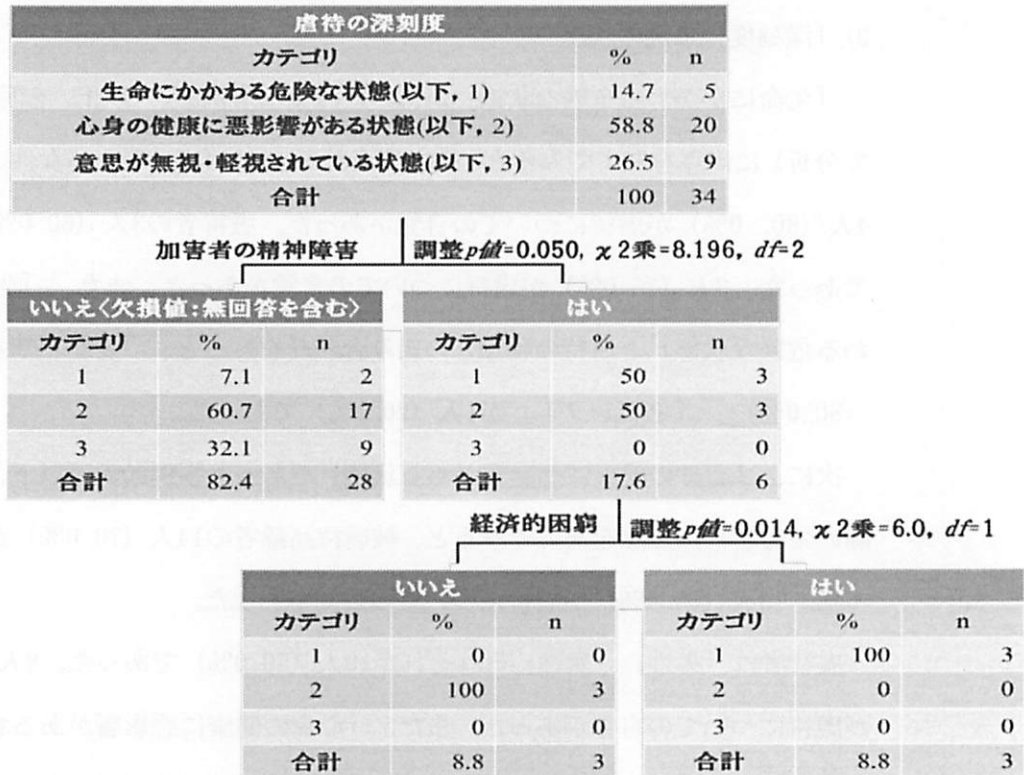 虐待の深刻度
カテゴリ % n
生命にかかわる危険な状態(以下, 1) 14.7 5
心身の健康に悪影響がある状態(以下, 2) 58.8 20
意思が無視・軽視されている状態(以下, 3) 26.5 9
合計 100 34
加害者の精神障害 調整p値=0.050, χ2乗=8.196, df=2
いいえ〈欠損値:無回答を含む〉
カテゴリ % n
1 7.1 2
2 60.7 17
3 32.1 9
合計 82.4 28
はい
カテゴリ % n
1 50 3
2 50 3
3 0 0
合計 17.6 6
経済的困窮 調整p値=0.014, χ2乗=6.0, df=1
いいえ
カテゴリ % n
1 0 0
2 100 3
3 0 0
合計 8.8 3
はい
カテゴリ % n
1 100 3
2 0 0
3 0 0
合計 8.8 3